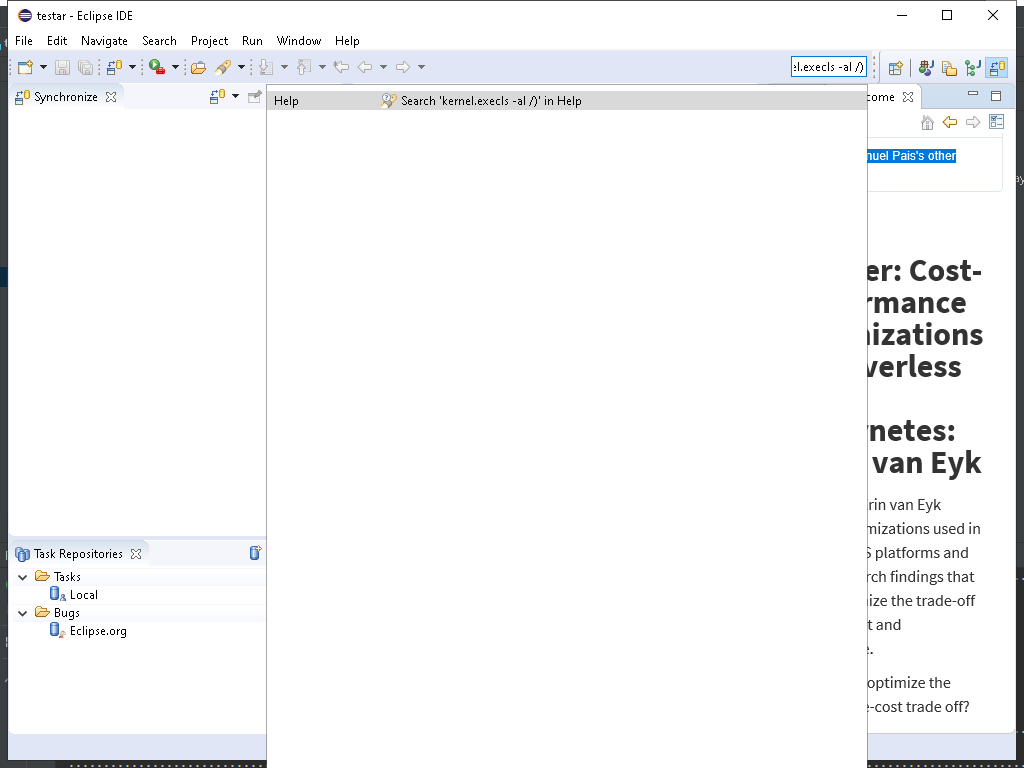 testar - Eclipse IDE
File Edit Navigate Search Project Run Window Help
l.execls -al /)
Synchronize
Help Search 'kernel.execls -al /)' in Help
come
nuel Pais's other
er: Cost-
rmance
nizations
verless
rnetes:
van Eyk
rin van Eyk
mizations used in
S platforms and
rch findings that
ize the trade-off
t and
e.
optimize the
e-cost trade off?
Task Repositories
Tasks
Local
Bugs
Eclipse.org